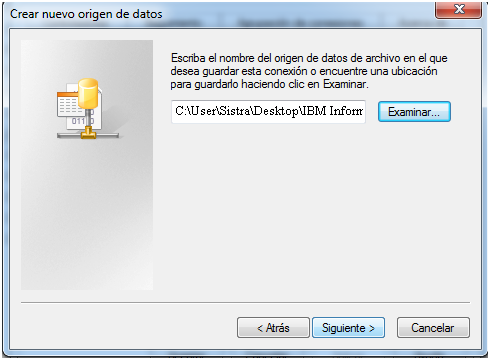 Crear nuevo origen de datos
Escriba el nombre del origen de datos de archivo en el que
desea guardar esta conexión o encuentre una ubicación
para guardarlo haciendo clic en Examinar.
C:\User\Sistra\Desktop\IBM Inform
Examinar...
< Atrás
Siguiente >
Cancelar